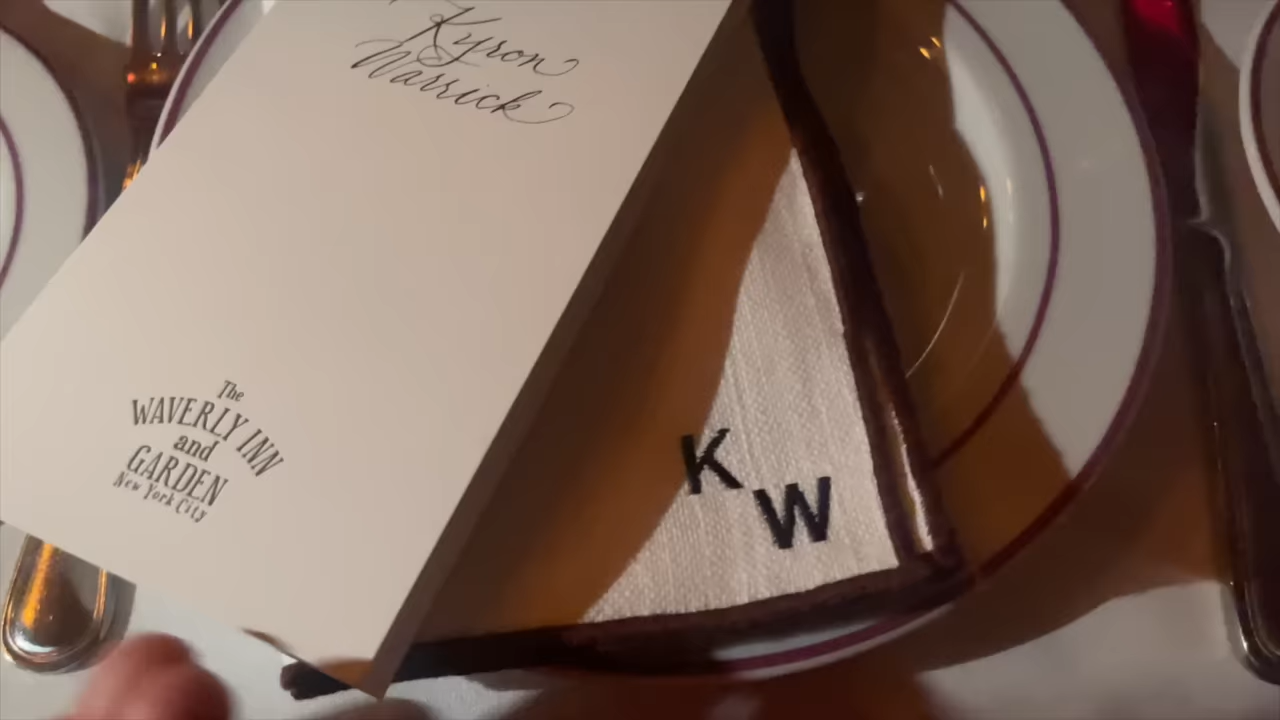 Kyron
Warrick
The
WAVERLY INN
and
GARDEN
New York City
K
W